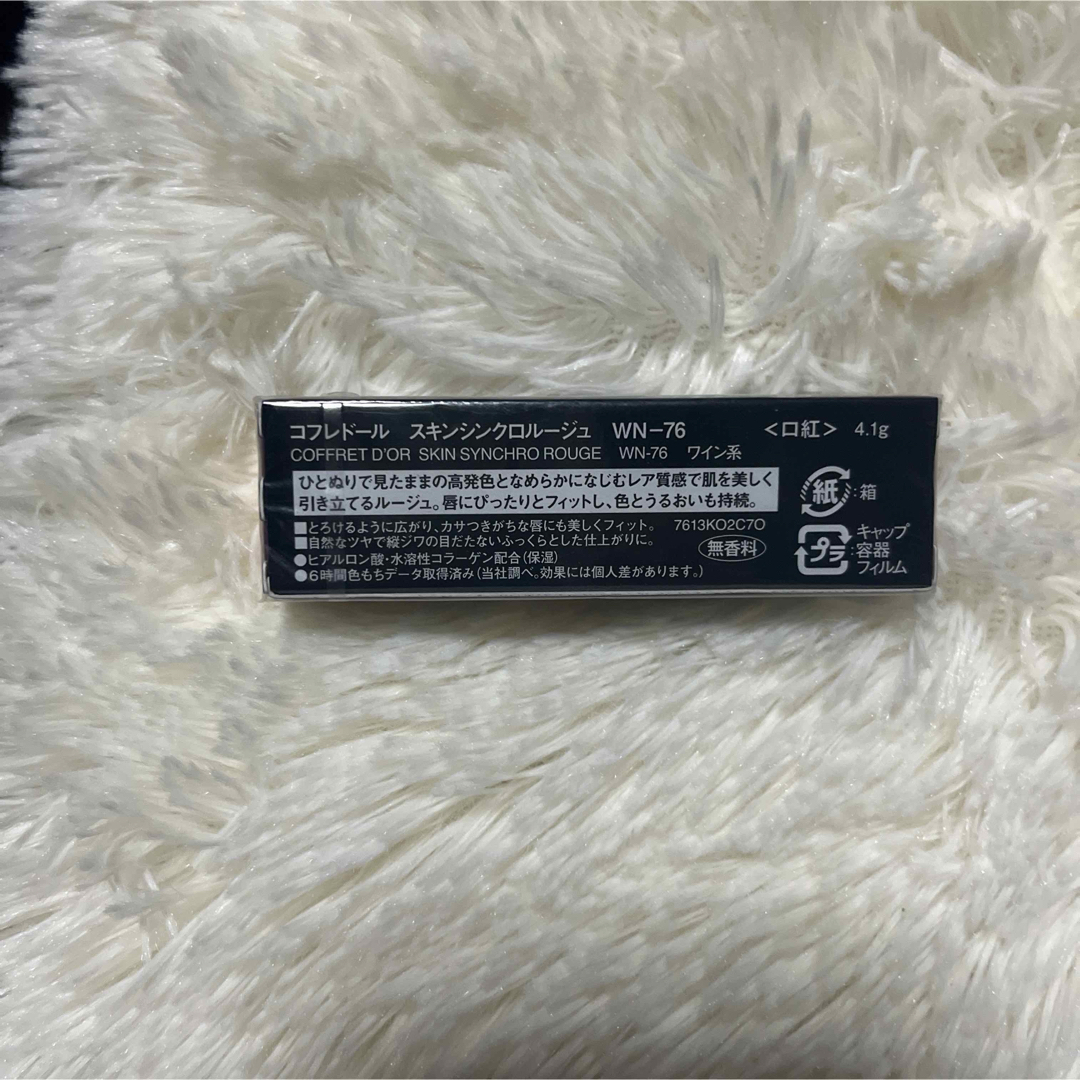 コフレドール スキンシンクロルージュ WN-76 <口紅> 4.1g
COFFRET D'OR SKIN SYNCHRO ROUGE WN-76 ワイン系
ひとぬりで見たままの高発色となめらかになじむレア質感で肌を美しく
引き立てるルージュ。唇にぴったりとフィットし、色とうるおいも持続。
■とろけるように広がり、カサつきがちな唇にも美しくフィット。 7613KO2C7O
■自然なツヤで縦ジワの目だたないふっくらとした仕上がりに。
●ヒアルロン酸・水溶性コラーゲン配合(保湿) 無香料
●6時間色もちデータ取得済み(当社調べ。効果には個人差があります。)
紙:箱
プラ:キャップ
容器
フィルム